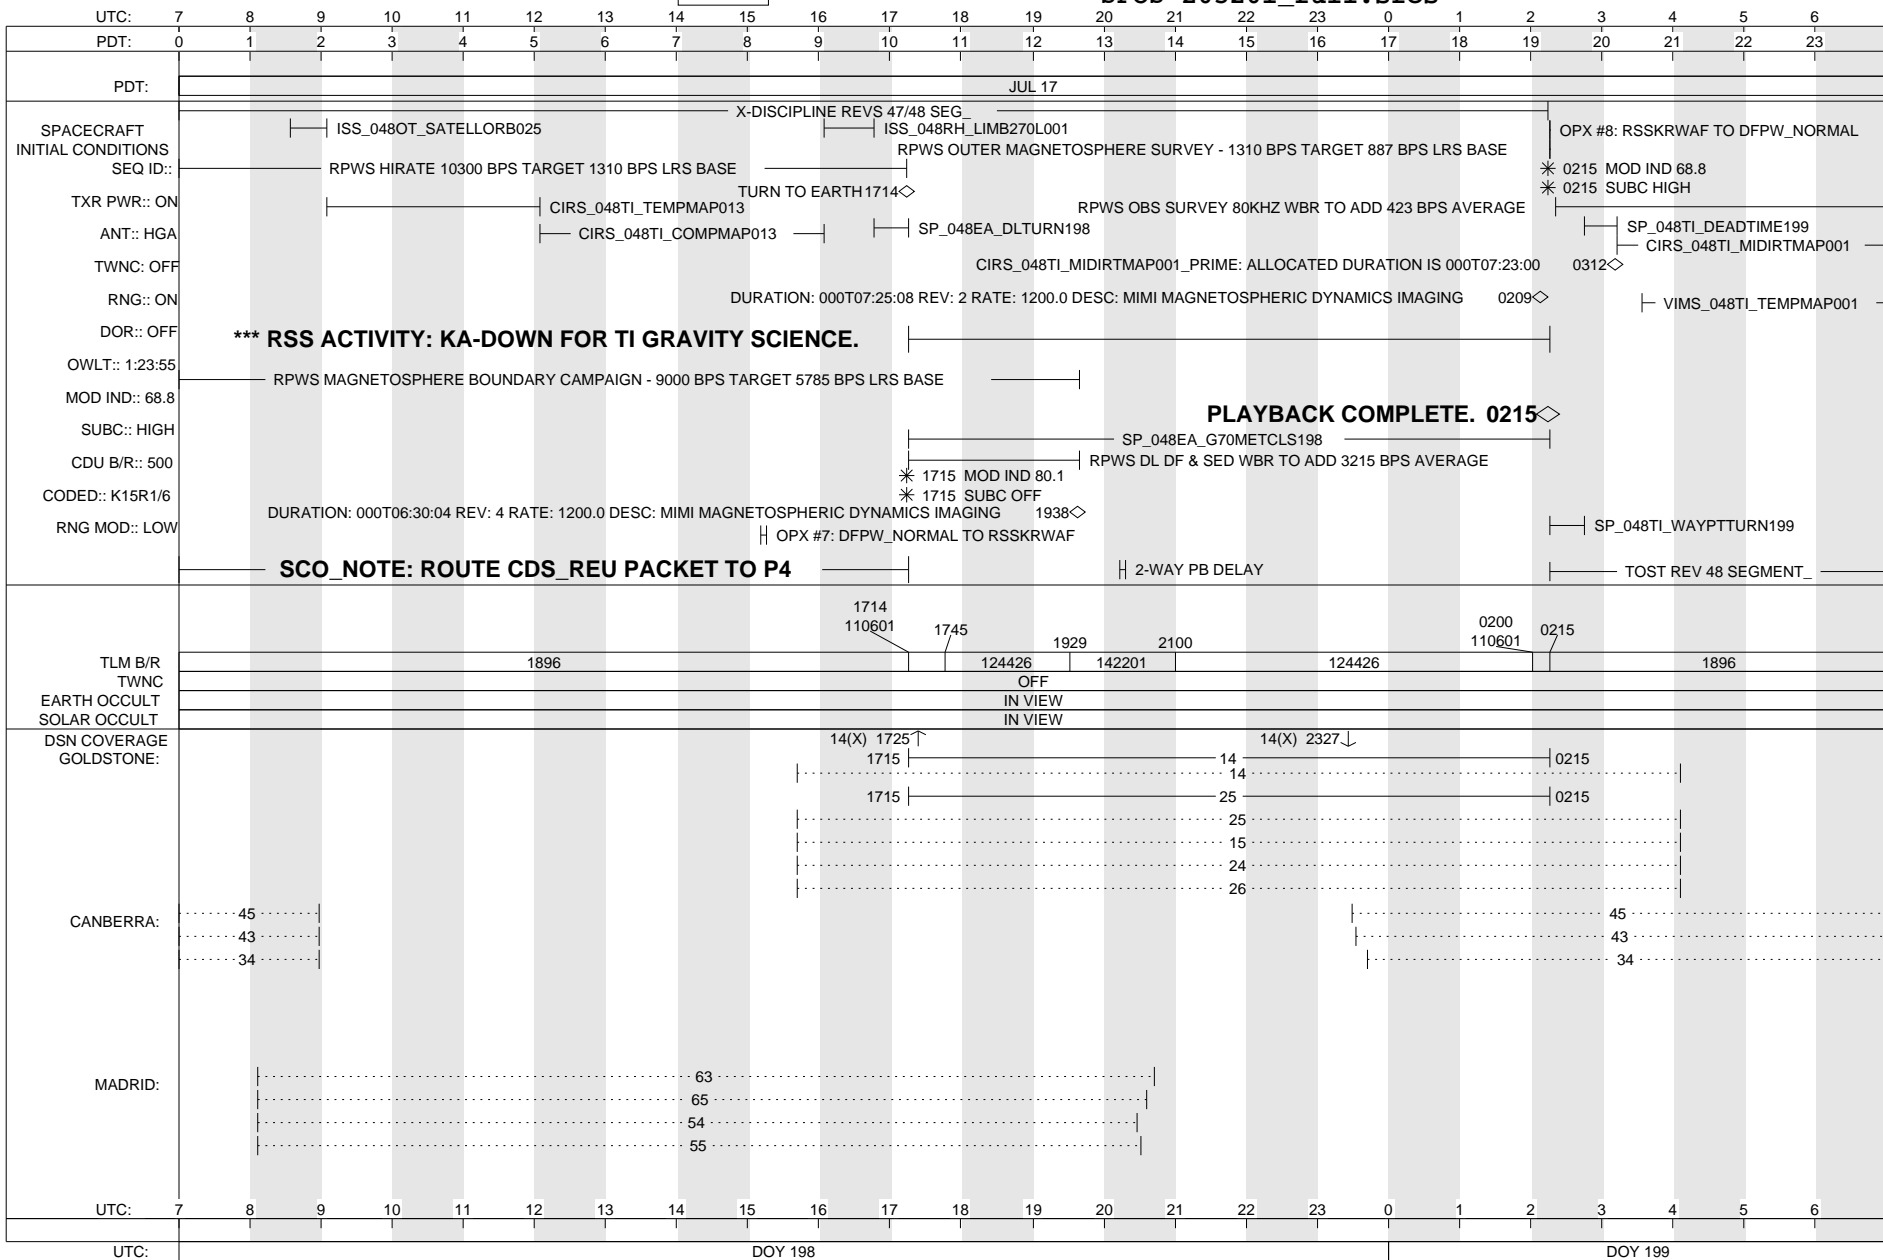 UTC: 7 8 9 10 11 12 13 14 15 16 17 18 19 20 21 22 23 0 1 2 3 4 5 6
PDT: 0 1 2 3 4 5 6 7 8 9 10 11 12 13 14 15 16 17 18 19 20 21 22 23
PDT: JUL 17
X-DISCIPLINE REVS 47/48 SEG_
SPACECRAFT
INITIAL CONDITIONS
ISS_048OT_SATELLORB025
ISS_048RH_LIMB270L001
OPX #8: RSSKRWAF TO DFPW_NORMAL
RPWS OUTER MAGNETOSPHERE SURVEY - 1310 BPS TARGET 887 BPS LRS BASE
SEQ ID::
RPWS HIRATE 10300 BPS TARGET 1310 BPS LRS BASE
0215 MOD IND 68.8
TURN TO EARTH 1714
0215 SUBC HIGH
TXR PWR:: ON
CIRS_048TI_TEMPMAP013
RPWS OBS SURVEY 80KHZ WBR TO ADD 423 BPS AVERAGE
ANT:: HGA
CIRS_048TI_COMPMAP013
SP_048EA_DLTURN198
SP_048TI_DEADTIME199
CIRS_048TI_MIDIRTMAP001
TWNC: OFF
CIRS_048TI_MIDIRTMAP001_PRIME: ALLOCATED DURATION IS 000T07:23:00 0312
RNG:: ON
DURATION: 000T07:25:08 REV: 2 RATE: 1200.0 DESC: MIMI MAGNETOSPHERIC DYNAMICS IMAGING 0209
VIMS_048TI_TEMPMAP001
DOR:: OFF
*** RSS ACTIVITY: KA-DOWN FOR TI GRAVITY SCIENCE.
OWLT:: 1:23:55
RPWS MAGNETOSPHERE BOUNDARY CAMPAIGN - 9000 BPS TARGET 5785 BPS LRS BASE
MOD IND:: 68.8
PLAYBACK COMPLETE. 0215
SUBC:: HIGH
SP_048EA_G70METCLS198
CDU B/R:: 500
RPWS DL DF & SED WBR TO ADD 3215 BPS AVERAGE
1715 MOD IND 80.1
CODED:: K15R1/6
1715 SUBC OFF
DURATION: 000T06:30:04 REV: 4 RATE: 1200.0 DESC: MIMI MAGNETOSPHERIC DYNAMICS IMAGING 1938
RNG MOD:: LOW
OPX #7: DFPW_NORMAL TO RSSKRWAF
SP_048TI_WAYPTTURN199
SCO_NOTE: ROUTE CDS_REU PACKET TO P4
2-WAY PB DELAY
TOST REV 48 SEGMENT_
1714
110601 1745 1929 2100
0200
110601 0215
TLM B/R 1896 124426 142201 124426 1896
TWNC OFF
EARTH OCCULT IN VIEW
SOLAR OCCULT IN VIEW
DSN COVERAGE
14(X) 1725 14(X) 2327
GOLDSTONE: 1715 14 0215
14
1715 25 0215
25
15
24
26
CANBERRA: 45 45
43 43
34 34
MADRID: 63
65
54
55
UTC: 7 8 9 10 11 12 13 14 15 16 17 18 19 20 21 22 23 0 1 2 3 4 5 6
UTC: DOY 198 DOY 199